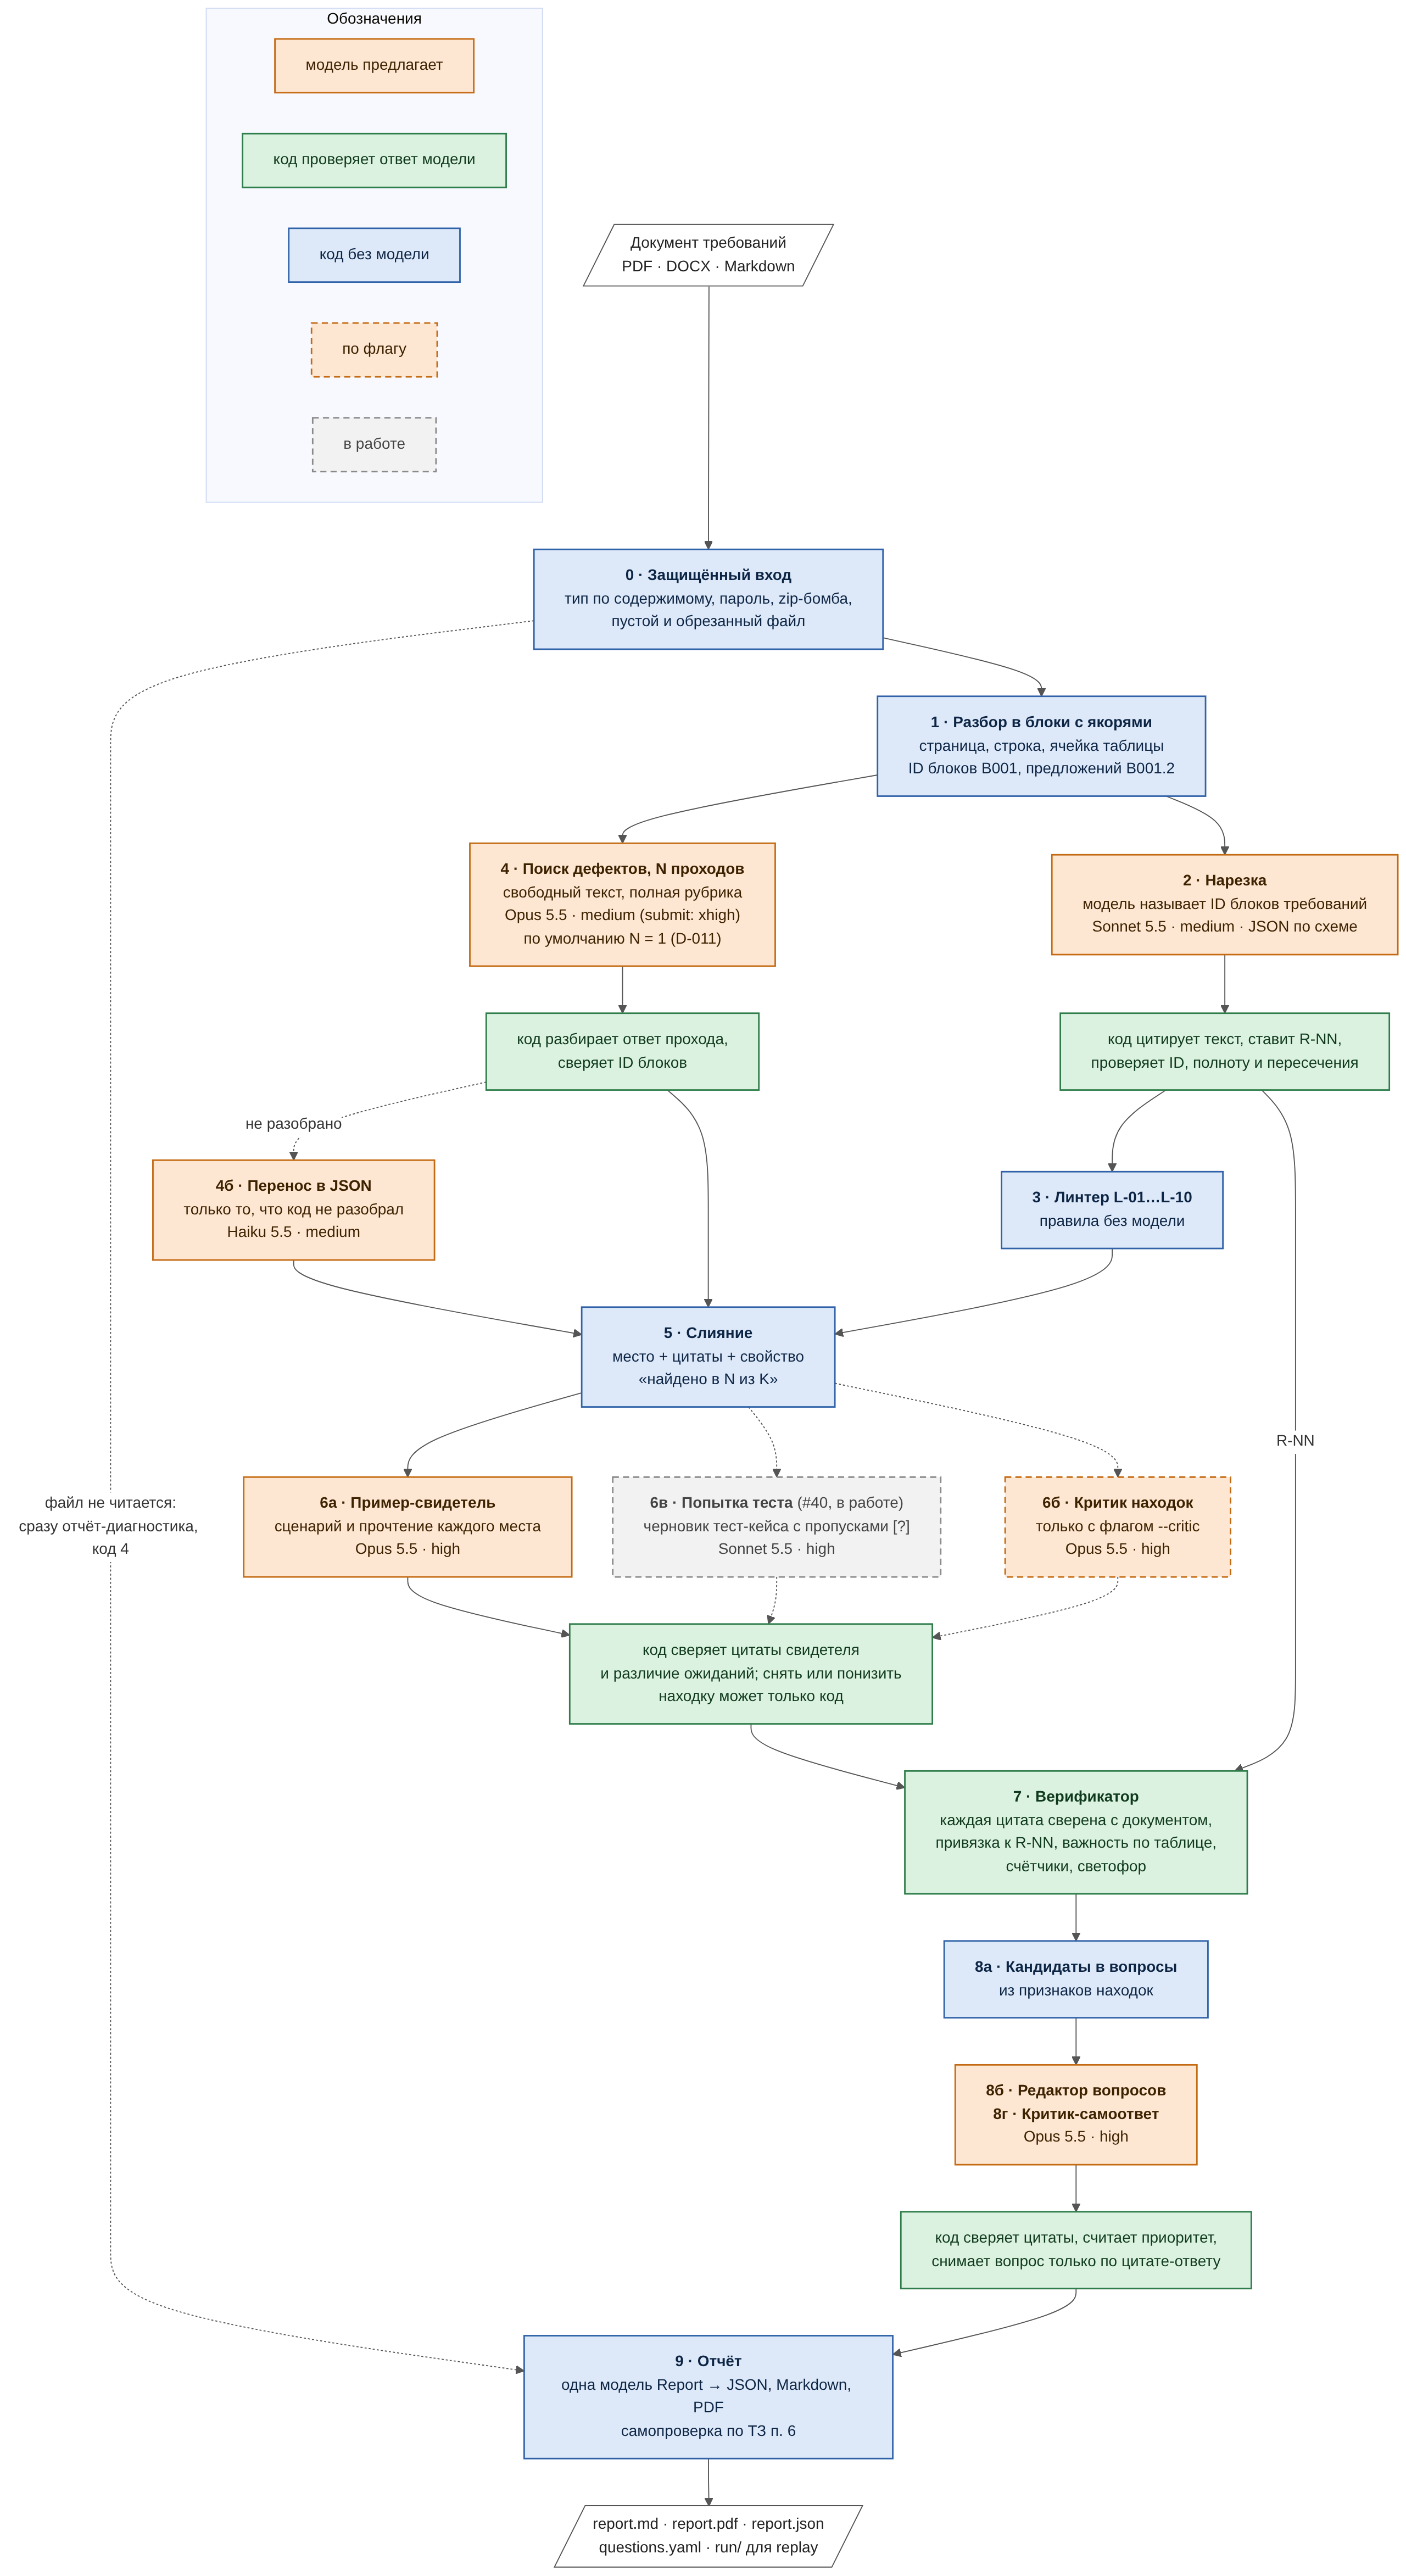 Обозначения
модель предлагает
код проверяет ответ модели
код без модели
по флагу
в работе
Документ требований
PDF · DOCX · Markdown
0 · Защищённый вход
тип по содержимому, пароль, zip-бомба,
пустой и обрезанный файл
1 · Разбор в блоки с якорями
страница, строка, ячейка таблицы
ID блоков B001, предложений B001.2
4 · Поиск дефектов, N проходов
свободный текст, полная рубрика
Opus 5.5 · medium (submit: xhigh)
по умолчанию N = 1 (D-011)
2 · Нарезка
модель называет ID блоков требований
Sonnet 5.5 · medium · JSON по схеме
код разбирает ответ прохода,
сверяет ID блоков
код цитирует текст, ставит R-NN,
проверяет ID, полноту и пересечения
не разобрано
4б · Перенос в JSON
только то, что код не разобрал
Haiku 5.5 · medium
3 · Линтер L-01…L-10
правила без модели
5 · Слияние
место + цитаты + свойство
«найдено в N из K»
R-NN
файл не читается:
сразу отчёт-диагностика,
код 4
6а · Пример-свидетель
сценарий и прочтение каждого места
Opus 5.5 · high
6в · Попытка теста (#40, в работе)
черновик тест-кейса с пропусками [?]
Sonnet 5.5 · high
6б · Критик находок
только с флагом --critic
Opus 5.5 · high
код сверяет цитаты свидетеля
и различие ожиданий; снять или понизить
находку может только код
7 · Верификатор
каждая цитата сверена с документом,
привязка к R-NN, важность по таблице,
счётчики, светофор
8а · Кандидаты в вопросы
из признаков находок
8б · Редактор вопросов
8г · Критик-самоответ
Opus 5.5 · high
код сверяет цитаты, считает приоритет,
снимает вопрос только по цитате-ответу
9 · Отчёт
одна модель Report → JSON, Markdown,
PDF
самопроверка по ТЗ п. 6
report.md · report.pdf · report.json
questions.yaml · run/ для replay